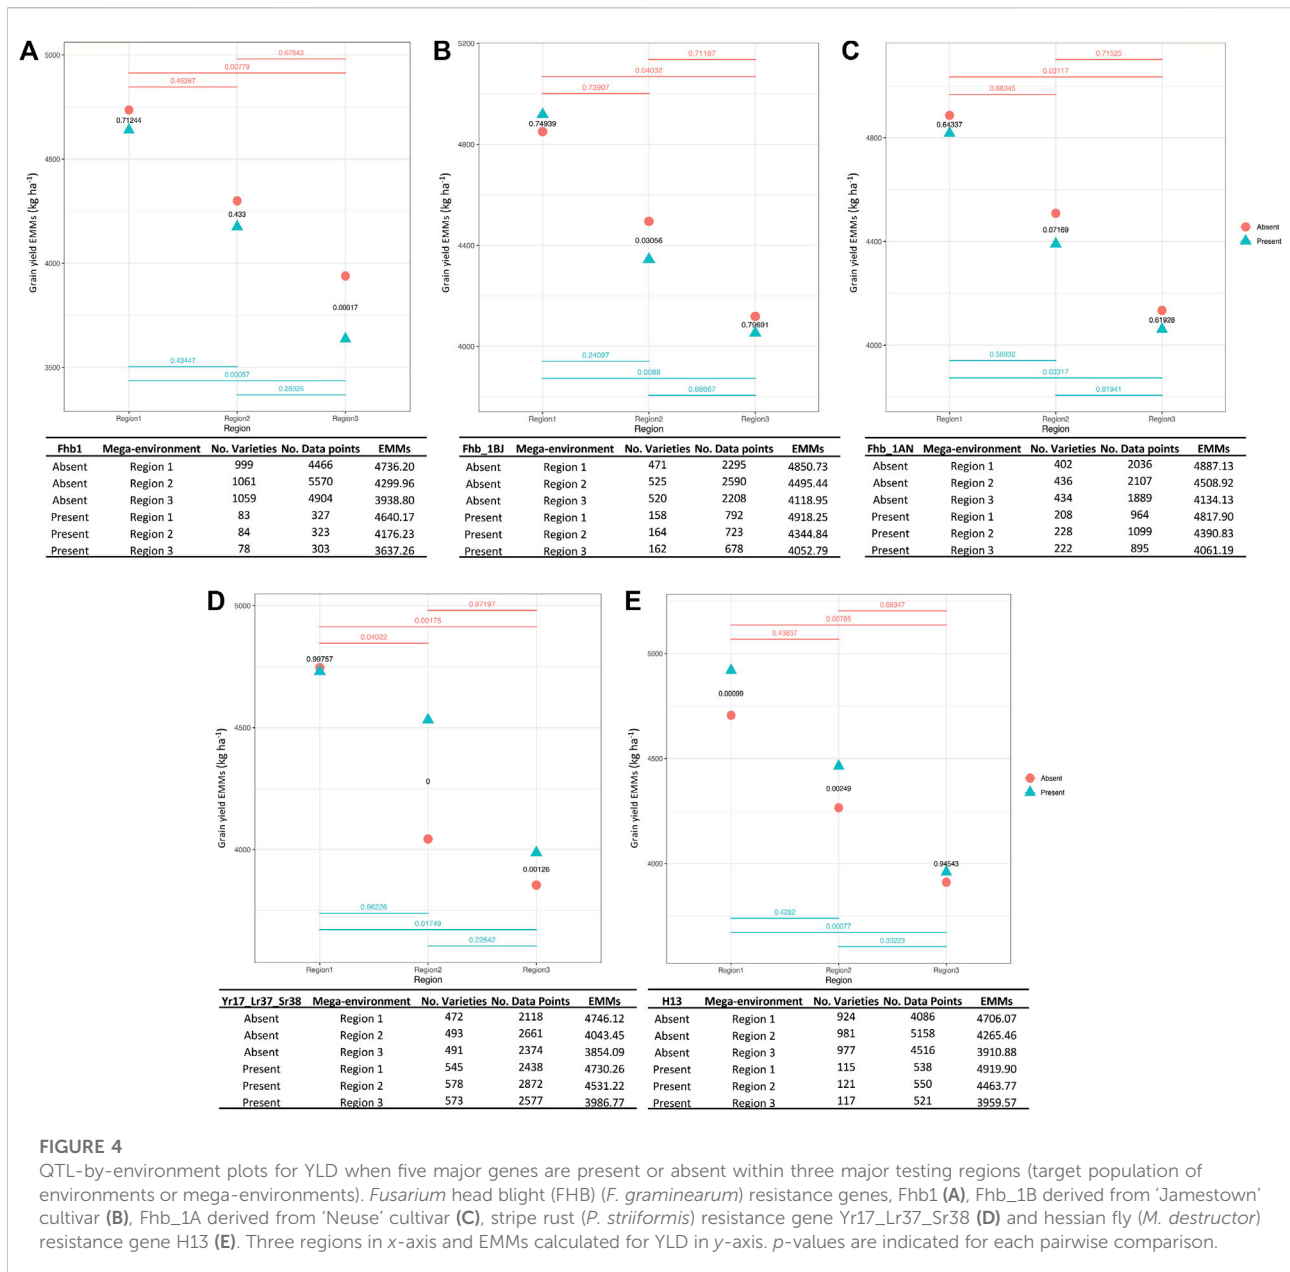 A
5000
4500
4000
3500
Grain yield EMMs (kg ha⁻¹)
0.67843
0.00779
0.45267
0.71244
0.433
0.00017
0.43447
0.00057
0.28326
Region1 Region2 Region3
Region
Fhb1 Mega-environment No. Varieties No. Data points EMMs
Absent Region 1 999 4466 4736.20
Absent Region 2 1061 5570 4299.96
Absent Region 3 1059 4904 3938.80
Present Region 1 83 327 4640.17
Present Region 2 84 323 4176.23
Present Region 3 78 303 3637.26
B
5200
4800
4400
4000
Grain yield EMMs (kg ha⁻¹)
0.71187
0.04032
0.73907
0.74939
0.03056
0.79691
0.24097
0.0088
0.88667
Region1 Region2 Region3
Region
Fhb_1BJ Mega-environment No. Varieties No. Data points EMMs
Absent Region 1 471 2295 4850.73
Absent Region 2 525 2590 4495.44
Absent Region 3 520 2208 4118.95
Present Region 1 158 792 4918.25
Present Region 2 164 723 4344.84
Present Region 3 162 678 4052.79
C
4800
4400
4000
Grain yield EMMs (kg ha⁻¹)
0.71525
0.03117
0.68345
0.64337
0.07169
0.61928
0.56932
0.03317
0.81941
Region1 Region2 Region3
Region
Absent
Present
Fhb_1AN Mega-environment No. Varieties No. Data points EMMs
Absent Region 1 402 2036 4887.13
Absent Region 2 436 2107 4508.92
Absent Region 3 434 1889 4134.13
Present Region 1 208 964 4817.90
Present Region 2 228 1099 4390.83
Present Region 3 222 895 4061.19
D
5000
4500
4000
Grain yield EMMs (kg ha⁻¹)
0.97197
0.00175
0.04022
0.99757
0
0.00126
0.96226
0.01749
0.22642
Region1 Region2 Region3
Region
Yr17_Lr37_Sr38 Mega-environment No. Varieties No. Data Points EMMs
Absent Region 1 472 2118 4746.12
Absent Region 2 493 2661 4043.45
Absent Region 3 491 2374 3854.09
Present Region 1 545 2438 4730.26
Present Region 2 578 2872 4531.22
Present Region 3 573 2577 3986.77
E
5000
4500
4000
Grain yield EMMs (kg ha⁻¹)
0.69347
0.00765
0.43837
0.00099
0.00249
0.94543
0.4282
0.00077
0.33223
Region1 Region2 Region3
Region
Absent
Present
H13 Mega-environment No. Varieties No. Data Points EMMs
Absent Region 1 924 4086 4706.07
Absent Region 2 981 5158 4265.46
Absent Region 3 977 4516 3910.88
Present Region 1 115 538 4919.90
Present Region 2 121 550 4463.77
Present Region 3 117 521 3959.57
FIGURE 4
QTL-by-environment plots for YLD when five major genes are present or absent within three major testing regions (target population of
environments or mega-environments). Fusarium head blight (FHB) (F. graminearum) resistance genes, Fhb1 (A), Fhb_1B derived from ‘Jamestown’
cultivar (B), Fhb_1A derived from ‘Neuse’ cultivar (C), stripe rust (P. striiformis) resistance gene Yr17_Lr37_Sr38 (D) and hessian fly (M. destructor)
resistance gene H13 (E). Three regions in x-axis and EMMs calculated for YLD in y-axis. p-values are indicated for each pairwise comparison.